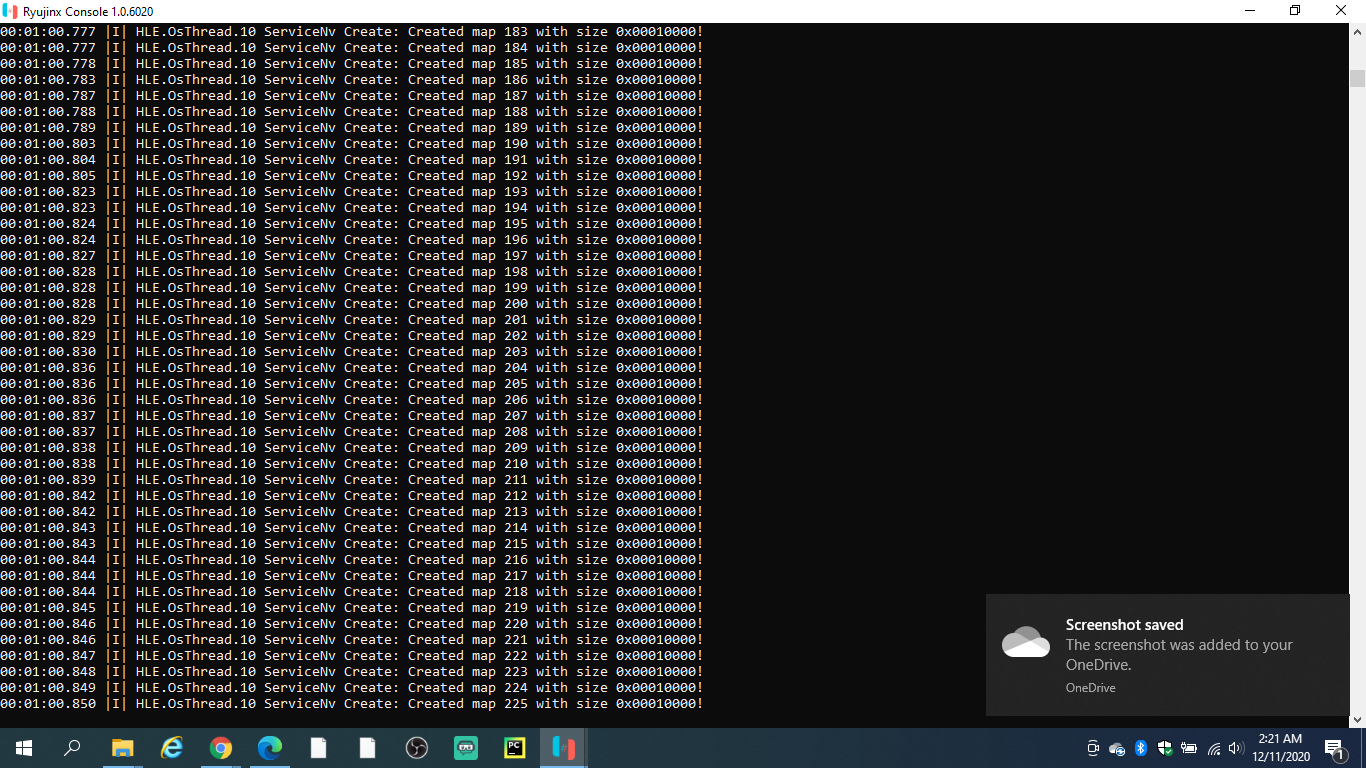 Ryujinx Console 1.0.6020
00:01:00.777 |I| HLE.OsThread.10 ServiceNv Create: Created map 183 with size 0x00010000!
00:01:00.777 |I| HLE.OsThread.10 ServiceNv Create: Created map 184 with size 0x00010000!
00:01:00.778 |I| HLE.OsThread.10 ServiceNv Create: Created map 185 with size 0x00010000!
00:01:00.783 |I| HLE.OsThread.10 ServiceNv Create: Created map 186 with size 0x00010000!
00:01:00.787 |I| HLE.OsThread.10 ServiceNv Create: Created map 187 with size 0x00010000!
00:01:00.788 |I| HLE.OsThread.10 ServiceNv Create: Created map 188 with size 0x00010000!
00:01:00.789 |I| HLE.OsThread.10 ServiceNv Create: Created map 189 with size 0x00010000!
00:01:00.803 |I| HLE.OsThread.10 ServiceNv Create: Created map 190 with size 0x00010000!
00:01:00.804 |I| HLE.OsThread.10 ServiceNv Create: Created map 191 with size 0x00010000!
00:01:00.805 |I| HLE.OsThread.10 ServiceNv Create: Created map 192 with size 0x00010000!
00:01:00.823 |I| HLE.OsThread.10 ServiceNv Create: Created map 193 with size 0x00010000!
00:01:00.823 |I| HLE.OsThread.10 ServiceNv Create: Created map 194 with size 0x00010000!
00:01:00.824 |I| HLE.OsThread.10 ServiceNv Create: Created map 195 with size 0x00010000!
00:01:00.824 |I| HLE.OsThread.10 ServiceNv Create: Created map 196 with size 0x00010000!
00:01:00.827 |I| HLE.OsThread.10 ServiceNv Create: Created map 197 with size 0x00010000!
00:01:00.828 |I| HLE.OsThread.10 ServiceNv Create: Created map 198 with size 0x00010000!
00:01:00.828 |I| HLE.OsThread.10 ServiceNv Create: Created map 199 with size 0x00010000!
00:01:00.828 |I| HLE.OsThread.10 ServiceNv Create: Created map 200 with size 0x00010000!
00:01:00.829 |I| HLE.OsThread.10 ServiceNv Create: Created map 201 with size 0x00010000!
00:01:00.829 |I| HLE.OsThread.10 ServiceNv Create: Created map 202 with size 0x00010000!
00:01:00.830 |I| HLE.OsThread.10 ServiceNv Create: Created map 203 with size 0x00010000!
00:01:00.836 |I| HLE.OsThread.10 ServiceNv Create: Created map 204 with size 0x00010000!
00:01:00.836 |I| HLE.OsThread.10 ServiceNv Create: Created map 205 with size 0x00010000!
00:01:00.836 |I| HLE.OsThread.10 ServiceNv Create: Created map 206 with size 0x00010000!
00:01:00.837 |I| HLE.OsThread.10 ServiceNv Create: Created map 207 with size 0x00010000!
00:01:00.837 |I| HLE.OsThread.10 ServiceNv Create: Created map 208 with size 0x00010000!
00:01:00.838 |I| HLE.OsThread.10 ServiceNv Create: Created map 209 with size 0x00010000!
00:01:00.838 |I| HLE.OsThread.10 ServiceNv Create: Created map 210 with size 0x00010000!
00:01:00.839 |I| HLE.OsThread.10 ServiceNv Create: Created map 211 with size 0x00010000!
00:01:00.842 |I| HLE.OsThread.10 ServiceNv Create: Created map 212 with size 0x00010000!
00:01:00.842 |I| HLE.OsThread.10 ServiceNv Create: Created map 213 with size 0x00010000!
00:01:00.843 |I| HLE.OsThread.10 ServiceNv Create: Created map 214 with size 0x00010000!
00:01:00.843 |I| HLE.OsThread.10 ServiceNv Create: Created map 215 with size 0x00010000!
00:01:00.844 |I| HLE.OsThread.10 ServiceNv Create: Created map 216 with size 0x00010000!
00:01:00.844 |I| HLE.OsThread.10 ServiceNv Create: Created map 217 with size 0x00010000!
00:01:00.844 |I| HLE.OsThread.10 ServiceNv Create: Created map 218 with size 0x00010000!
00:01:00.845 |I| HLE.OsThread.10 ServiceNv Create: Created map 219 with size 0x00010000!
00:01:00.846 |I| HLE.OsThread.10 ServiceNv Create: Created map 220 with size 0x00010000!
00:01:00.846 |I| HLE.OsThread.10 ServiceNv Create: Created map 221 with size 0x00010000!
00:01:00.847 |I| HLE.OsThread.10 ServiceNv Create: Created map 222 with size 0x00010000!
00:01:00.848 |I| HLE.OsThread.10 ServiceNv Create: Created map 223 with size 0x00010000!
00:01:00.849 |I| HLE.OsThread.10 ServiceNv Create: Created map 224 with size 0x00010000!
00:01:00.850 |I| HLE.OsThread.10 ServiceNv Create: Created map 225 with size 0x00010000!
Screenshot saved
The screenshot was added to your
OneDrive.
OneDrive
PC
2:21 AM
12/11/2020
1